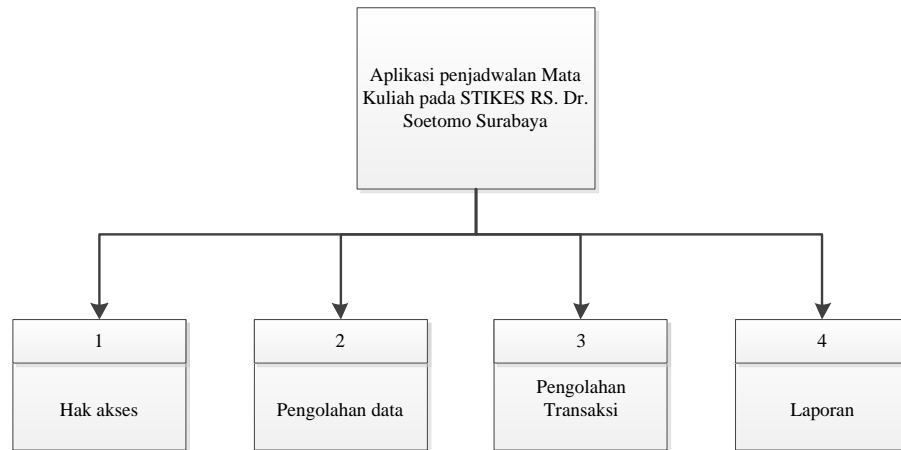 Aplikasi penjadwalan Mata
Kuliah pada STIKES RS. Dr.
Soetomo Surabaya
1
Hak akses
2
Pengolahan data
3
Pengolahan
Transaksi
4
Laporan